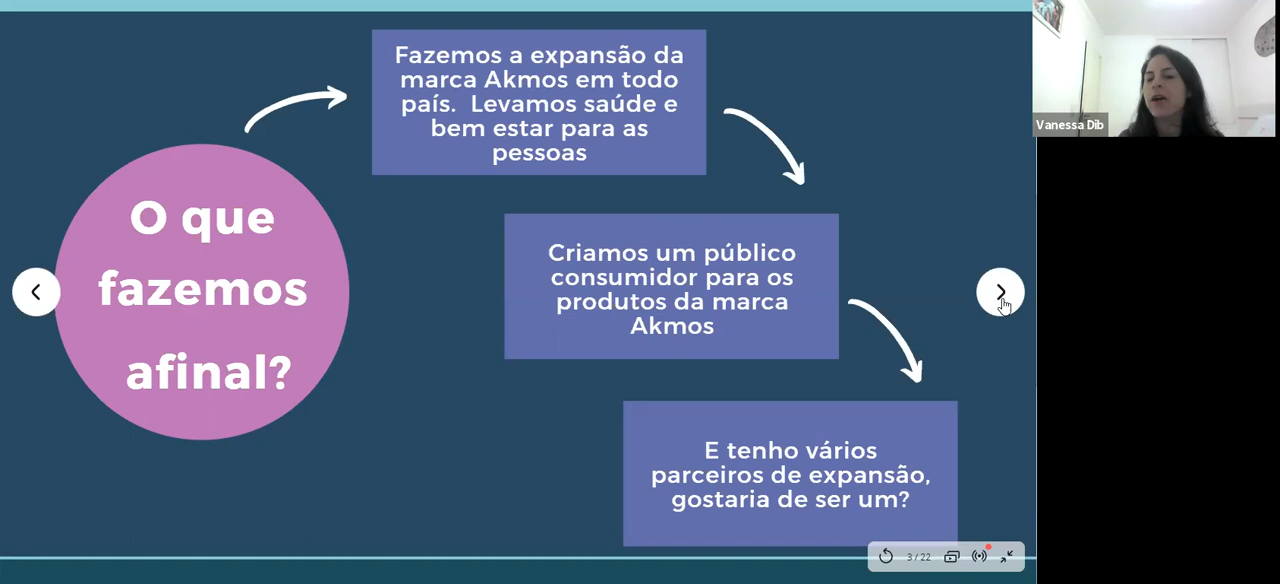 O que
fazemos
afinal?
Fazemos a expansão da
marca Akmos em todo
país. Levamos saúde e
bem estar para as
pessoas
Criamos um público
consumidor para os
produtos da marca
Akmos
E tenho vários
parceiros de expansão,
gostaria de ser um?
Vanessa Dib
3 / 22